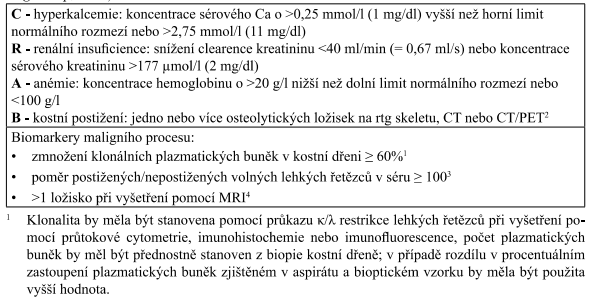 C - hyperkalcemie: koncentrace sérového Ca o >0,25 mmol/l (1 mg/dl) vyšší než horní limit
normálního rozmezí nebo >2,75 mmol/l (11 mg/dl)
R - renální insuficience: snížení clearence kreatininu <40 ml/min (= 0,67 ml/s) nebo koncentrace
sérového kreatininu >177 µmol/l (2 mg/dl)
A - anémie: koncentrace hemoglobinu o >20 g/l nižší než dolní limit normálního rozmezí nebo
<100 g/l
B - kostní postižení: jedno nebo více osteolytických ložisek na rtg skeletu, CT nebo CT/PET²
Biomarkery maligního procesu:
• zmnožení klonálních plazmatických buněk v kostní dřeni ≥ 60%¹
• poměr postižených/nepostižených volných lehkých řetězců v séru ≥ 100³
• >1 ložisko při vyšetření pomocí MRI⁴
¹ Klonalita by měla být stanovena pomocí průkazu κ/λ restrikce lehkých řetězců při vyšetření po-
mocí průtokové cytometrie, imunohistochemie nebo imunofluorescence, počet plazmatických
buněk by měl být přednostně stanoven z biopie kostní dřeně; v případě rozdílu v procentuálním
zastoupení plazmatických buněk zjištěném v aspirátu a bioptickém vzorku by měla být použita
vyšší hodnota.